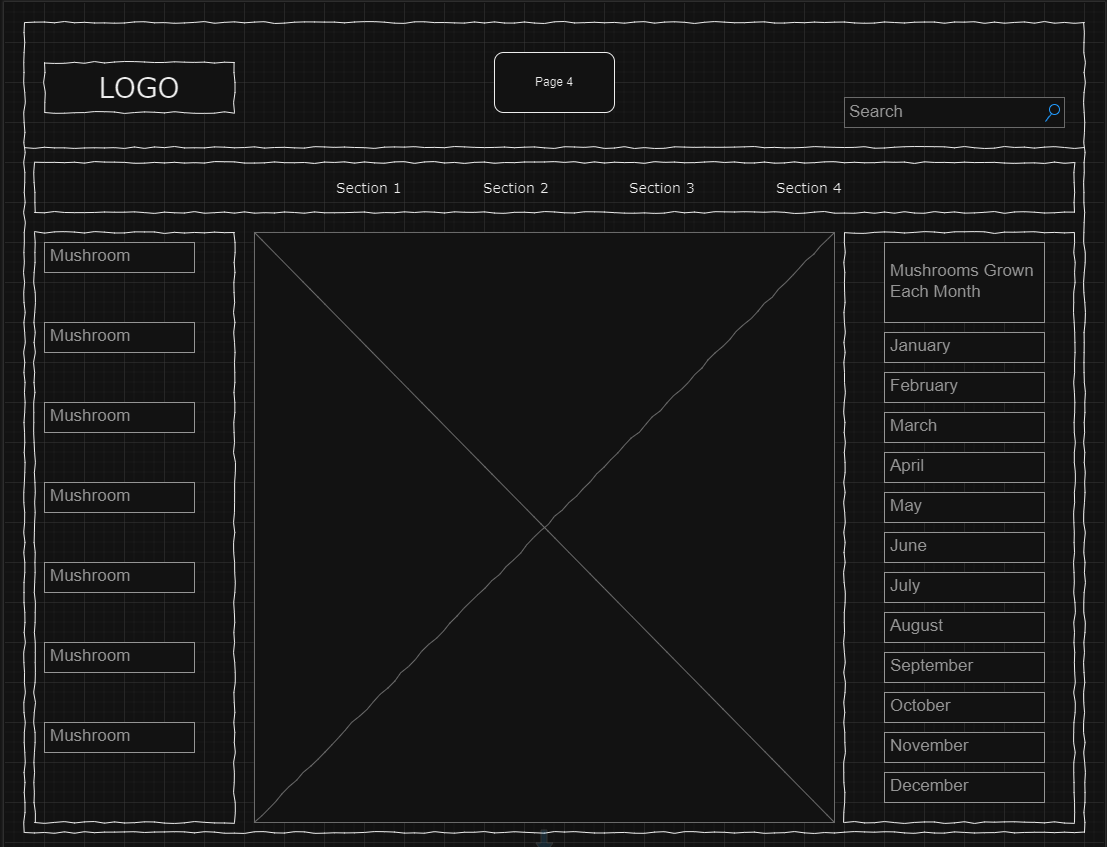 LOGO
Page 4
Search
Section 1
Section 2
Section 3
Section 4
Mushroom
Mushroom
Mushroom
Mushroom
Mushroom
Mushroom
Mushroom
Mushrooms Grown
Each Month
January
February
March
April
May
June
July
August
September
October
November
December